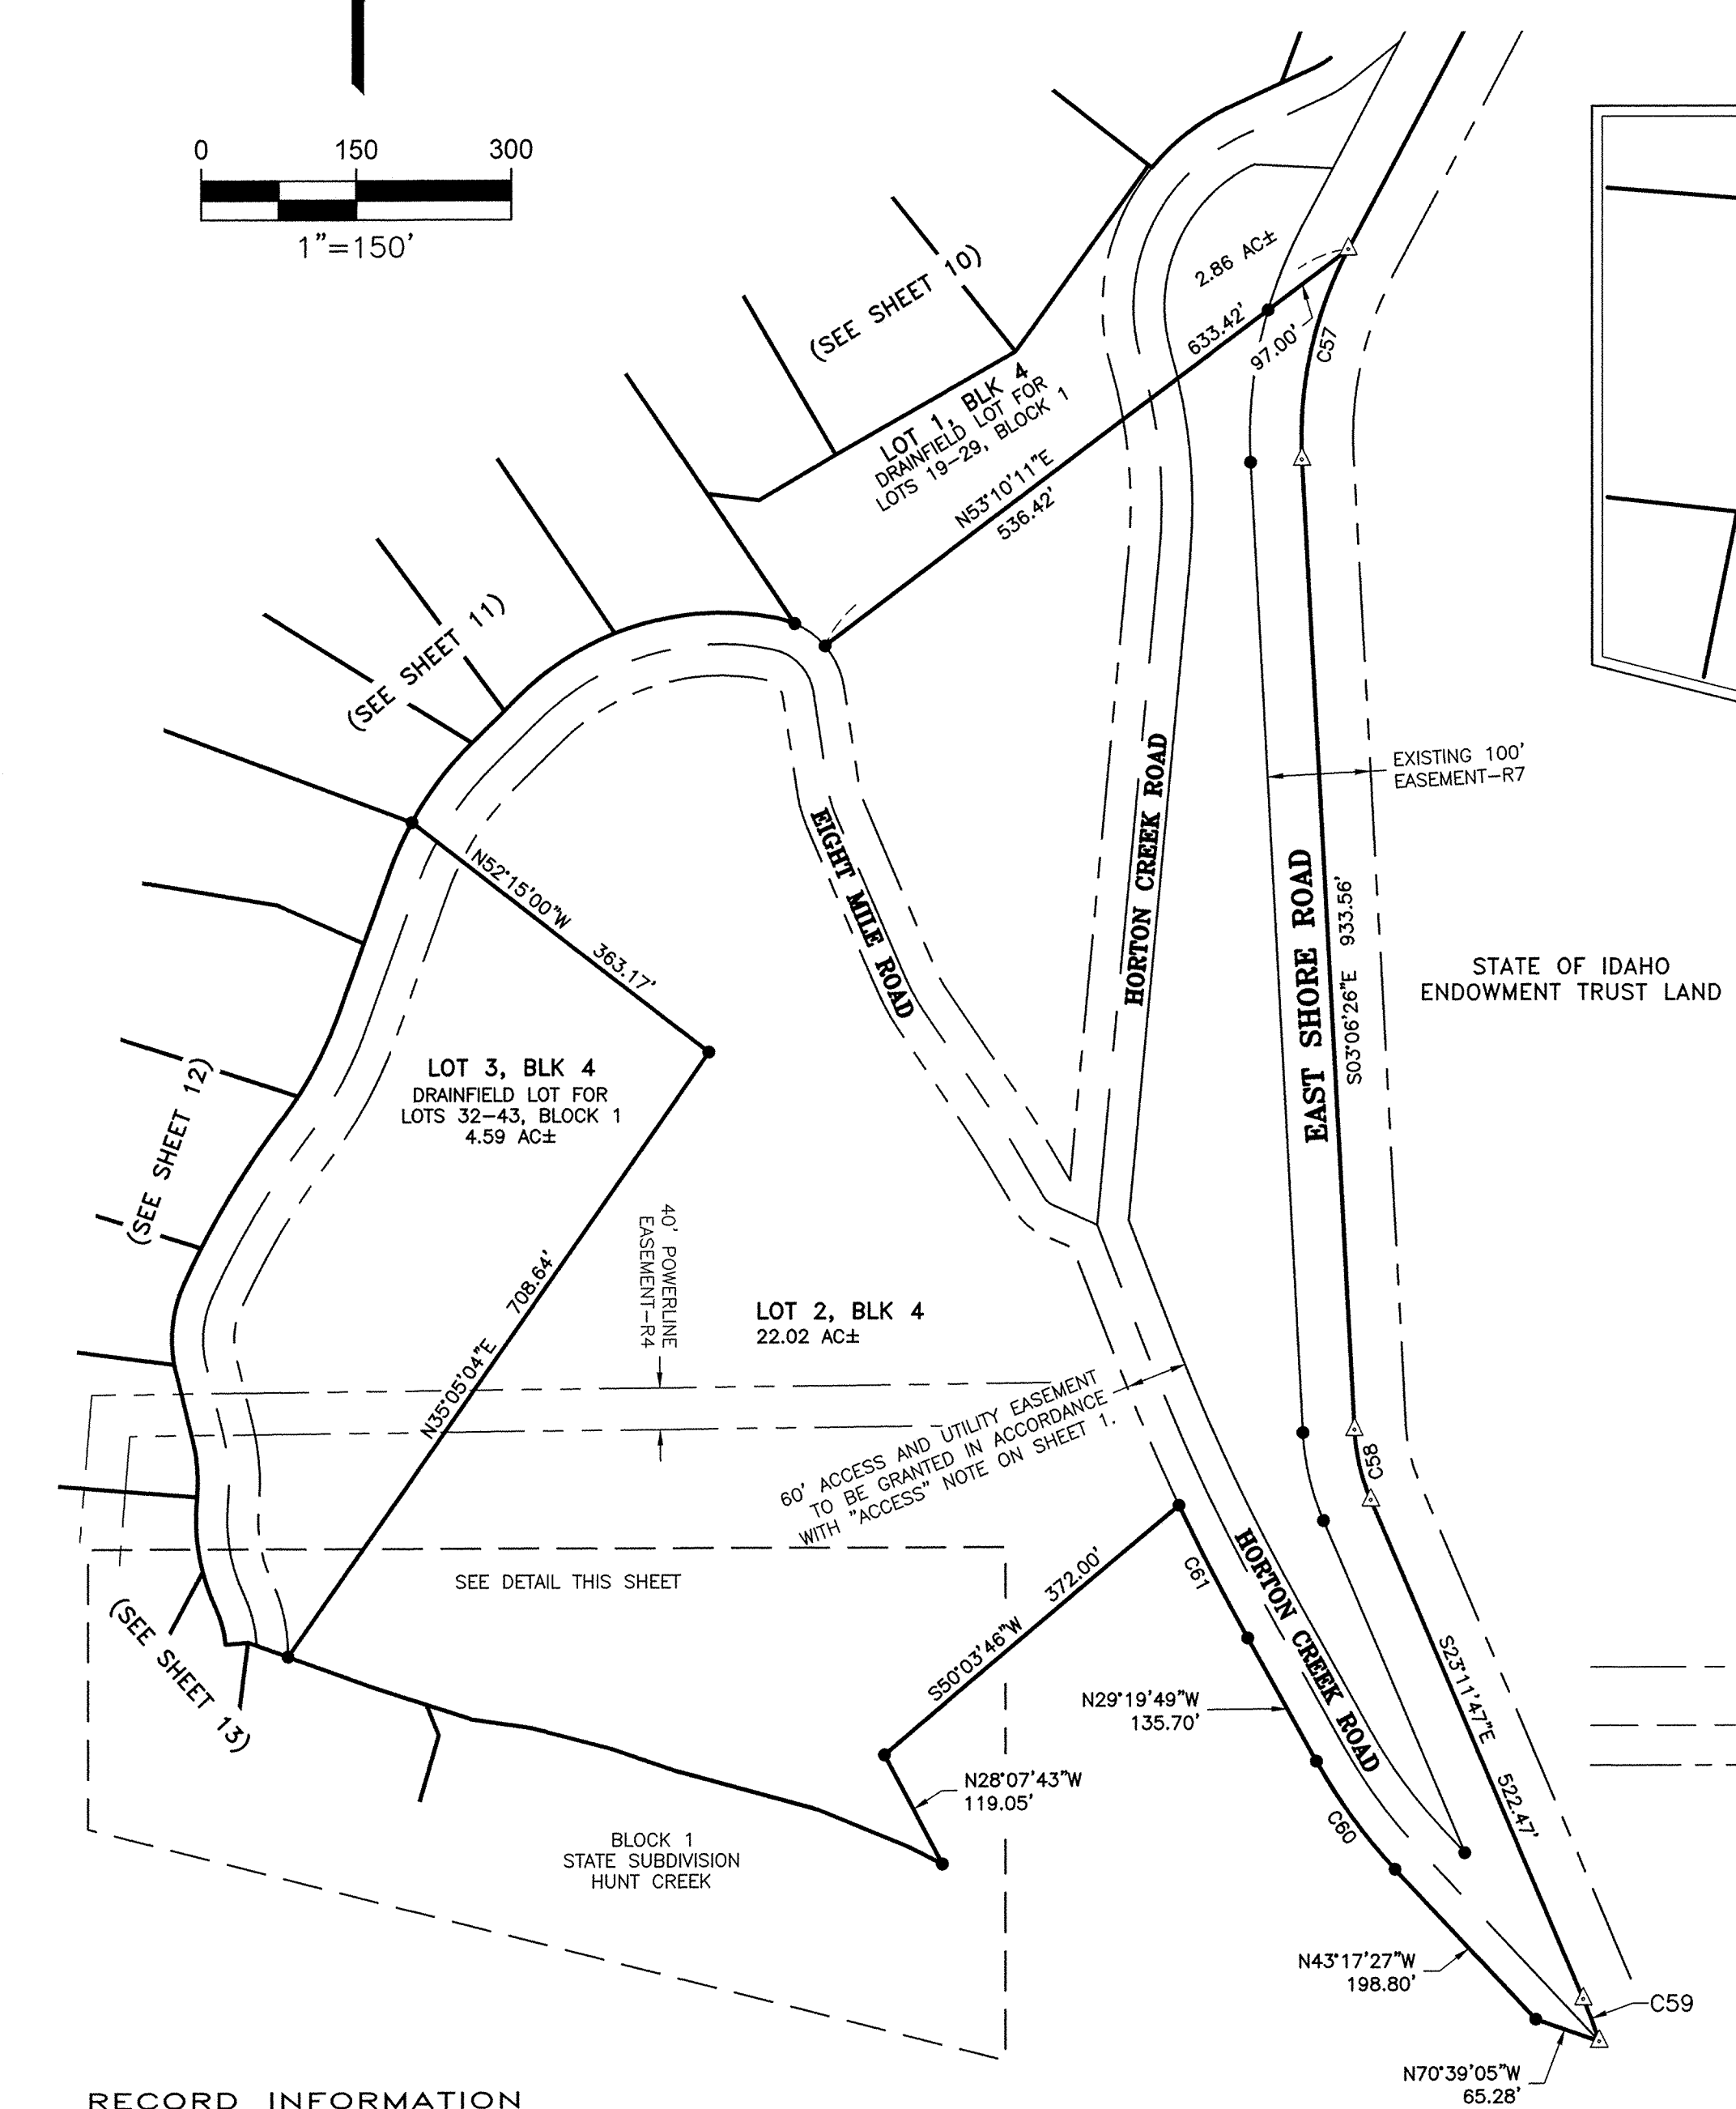 0 150 300
1"=150'
(SEE SHEET 10)
2.86 AC±
633.42'
97.00'
C57
LOT 1, BLK 4
DRAINFIELD LOT FOR
LOTS 19-29, BLOCK 1
N53°10'11"E
536.42'
(SEE SHEET 11)
EXISTING 100'
EASEMENT-R7
HORTON CREEK ROAD
EIGHT MILE ROAD
N52°15'00"W 363.17'
EAST SHORE ROAD
S03°06'26"E 933.56'
STATE OF IDAHO
ENDOWMENT TRUST LAND
LOT 3, BLK 4
DRAINFIELD LOT FOR
LOTS 32-43, BLOCK 1
4.59 AC±
(SEE SHEET 12)
40' POWERLINE
EASEMENT-R4
N35°05'04"E 708.64'
LOT 2, BLK 4
22.02 AC±
60' ACCESS AND UTILITY EASEMENT
TO BE GRANTED IN ACCORDANCE
WITH "ACCESS" NOTE ON SHEET 1.
C58
SEE DETAIL THIS SHEET
C61
HORTON CREEK ROAD
S50°03'46"W 372.00'
(SEE SHEET 13)
N29°19'49"W
135.70'
S23°11'47"E 522.47'
N28°07'43"W
119.05'
C60
BLOCK 1
STATE SUBDIVISION
HUNT CREEK
N43°17'27"W
198.80'
C59
N70°39'05"W
65.28'
RECORD INFORMATION